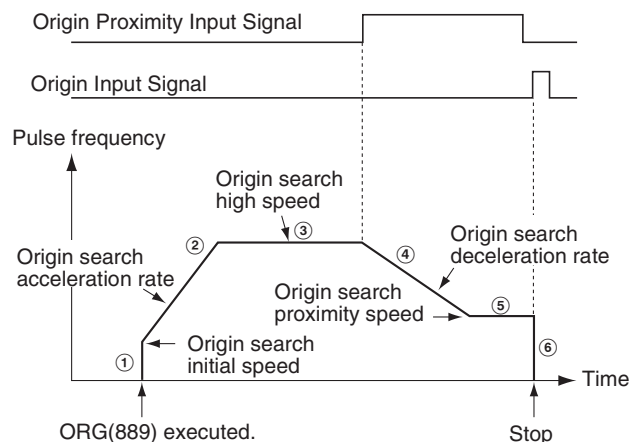 Origin Proximity Input Signal
Origin Input Signal
Pulse frequency
Origin search
high speed
②
③
Origin search
acceleration rate
④
Origin search
deceleration rate
Origin search
proximity speed
⑤
①
Origin search
initial speed
⑥
Time
ORG(889) executed.
Stop